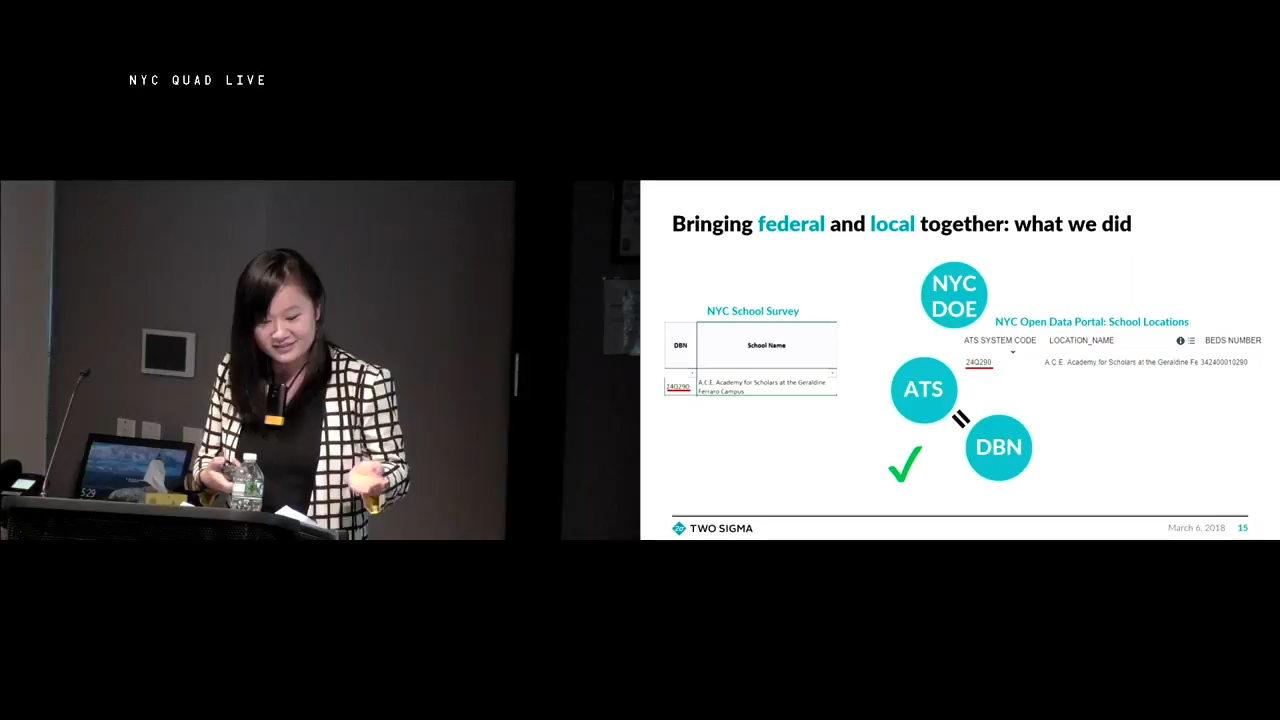 NYC QUAD LIVE
Bringing federal and local together: what we did
NYC School Survey
DBN
School Name
24Q290
A.C.E. Academy for Scholars at the Geraldine
Ferraro Campus
NYC
DOE
NYC Open Data Portal: School Locations
ATS SYSTEM CODE
LOCATION_NAME
BEDS NUMBER
24Q290
A.C.E. Academy for Scholars at the Geraldine Fe
342400010290
ATS
=
DBN
5:29
TWO SIGMA
March 6, 2018
15